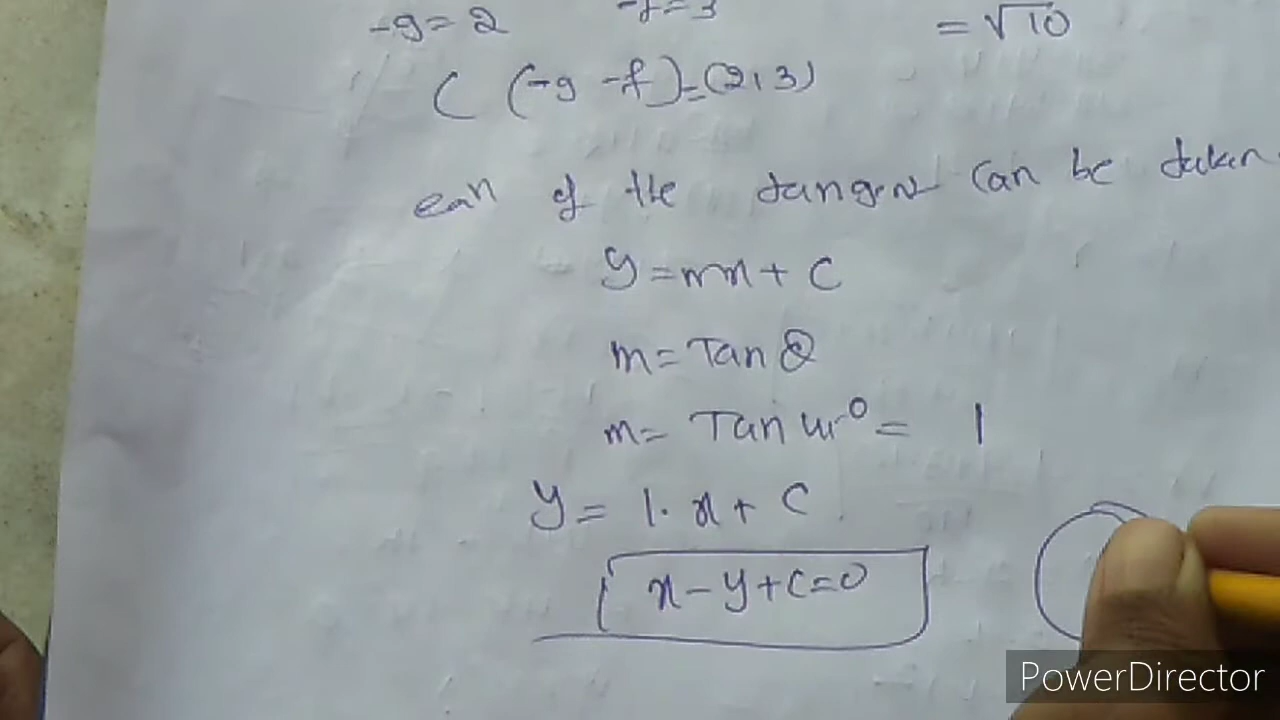 -g = 2 -f = 3 = √10
C (-g -f) = (2, 3)
eqn of the tangent can be taken
y = mx + c
m = Tan θ
m = Tan 45° = 1
y = 1. x + c
x - y + c = 0
PowerDirector